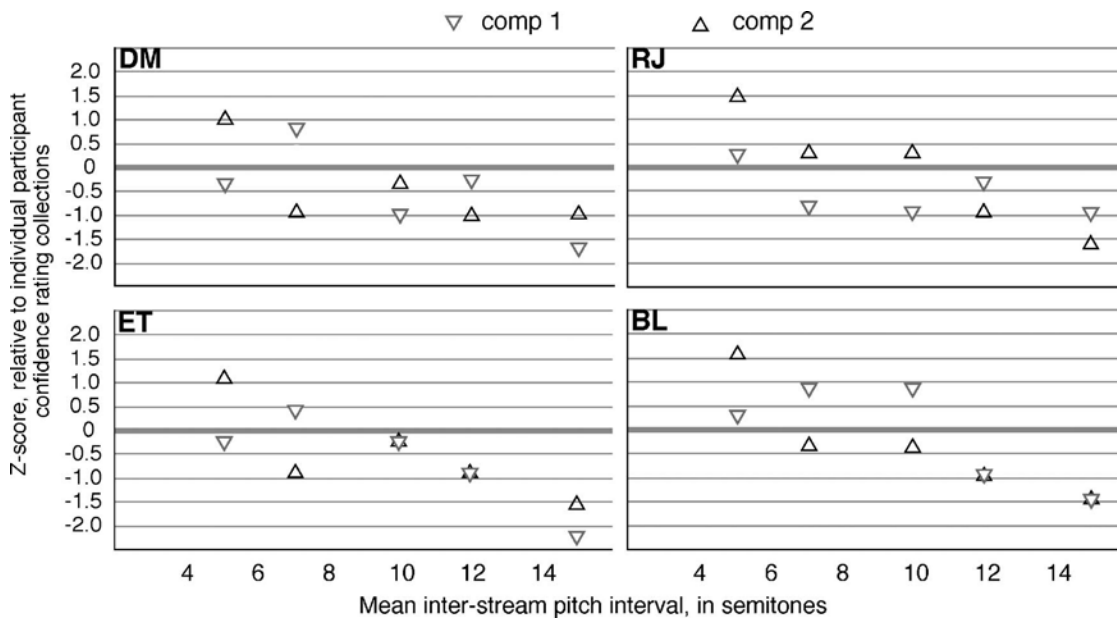 comp 1 comp 2
DM RJ
2.0
1.5
1.0
0.5
0
-0.5
-1.0
-1.5
-2.0
ET BL
2.0
1.5
1.0
0.5
0
-0.5
-1.0
-1.5
-2.0
Z-score, relative to individual participant
confidence rating collections
4 6 8 10 12 14 4 6 8 10 12 14
Mean inter-stream pitch interval, in semitones